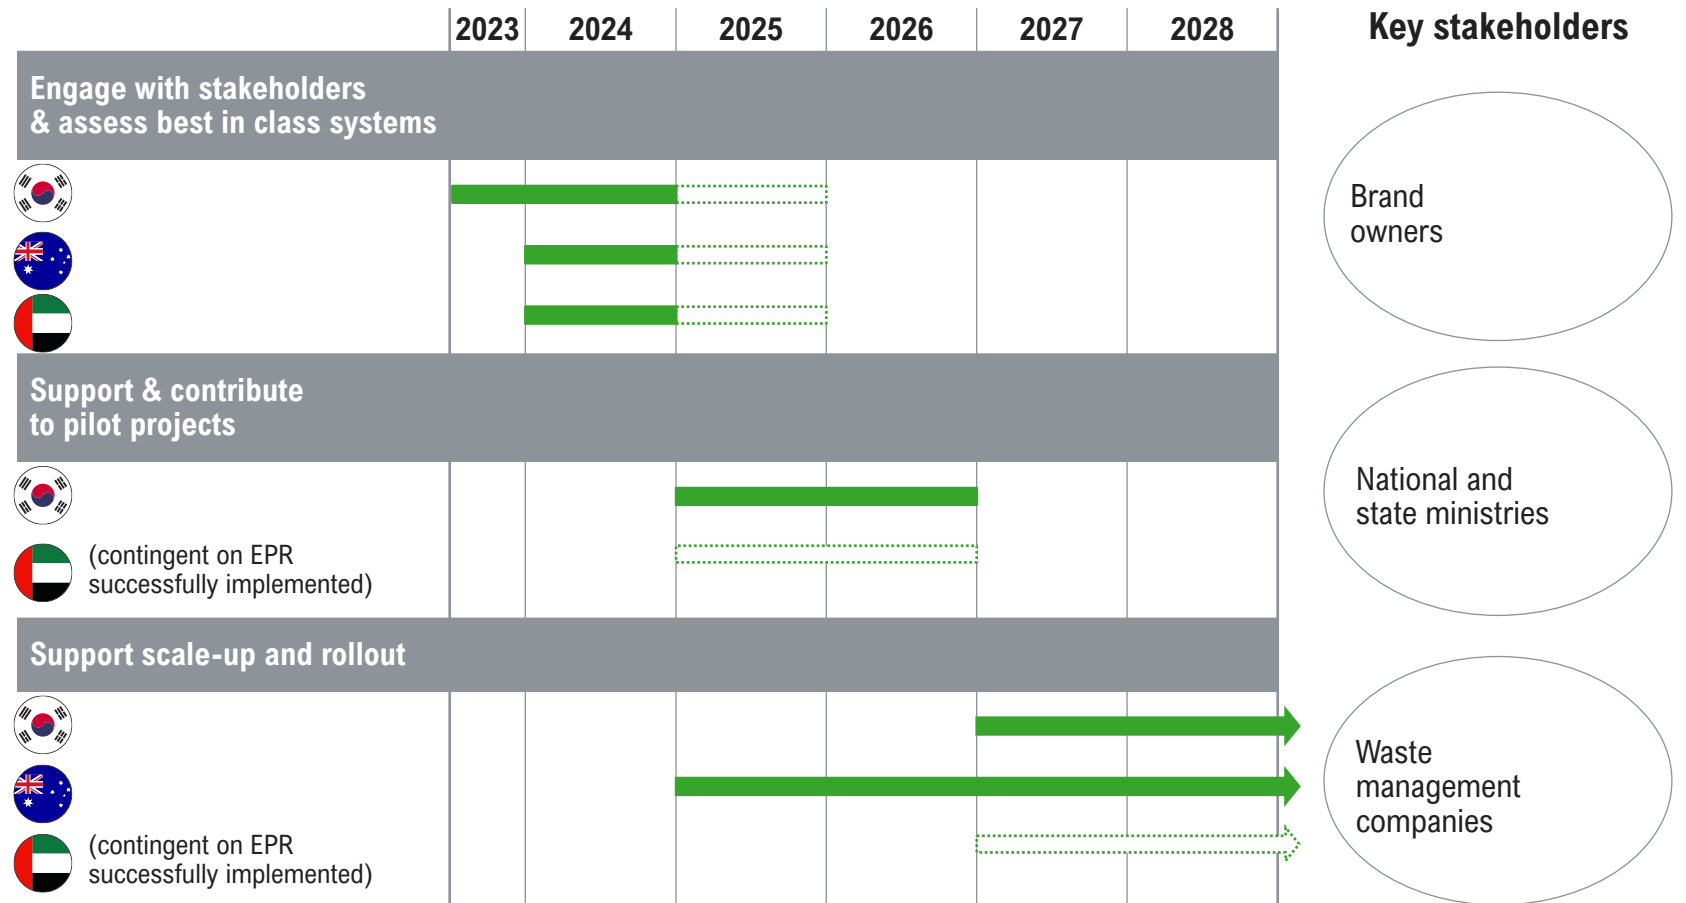 2023 2024 2025 2026 2027 2028 Key stakeholders
Engage with stakeholders
& assess best in class systems
Brand
owners
Support & contribute
to pilot projects
National and
state ministries
(contingent on EPR
successfully implemented)
Support scale-up and rollout
Waste
management
companies
(contingent on EPR
successfully implemented)